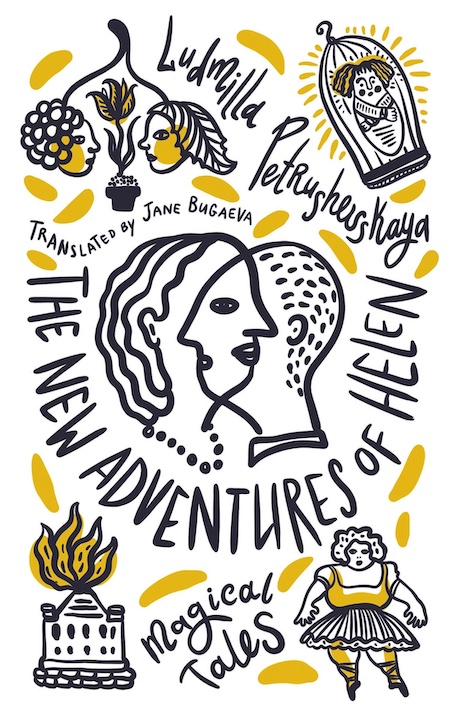 Ludmilla
Petrushevskaya
TRANSLATED BY JANE BUGAEVA
THE NEW ADVENTURES OF HELEN
Magical
Tales